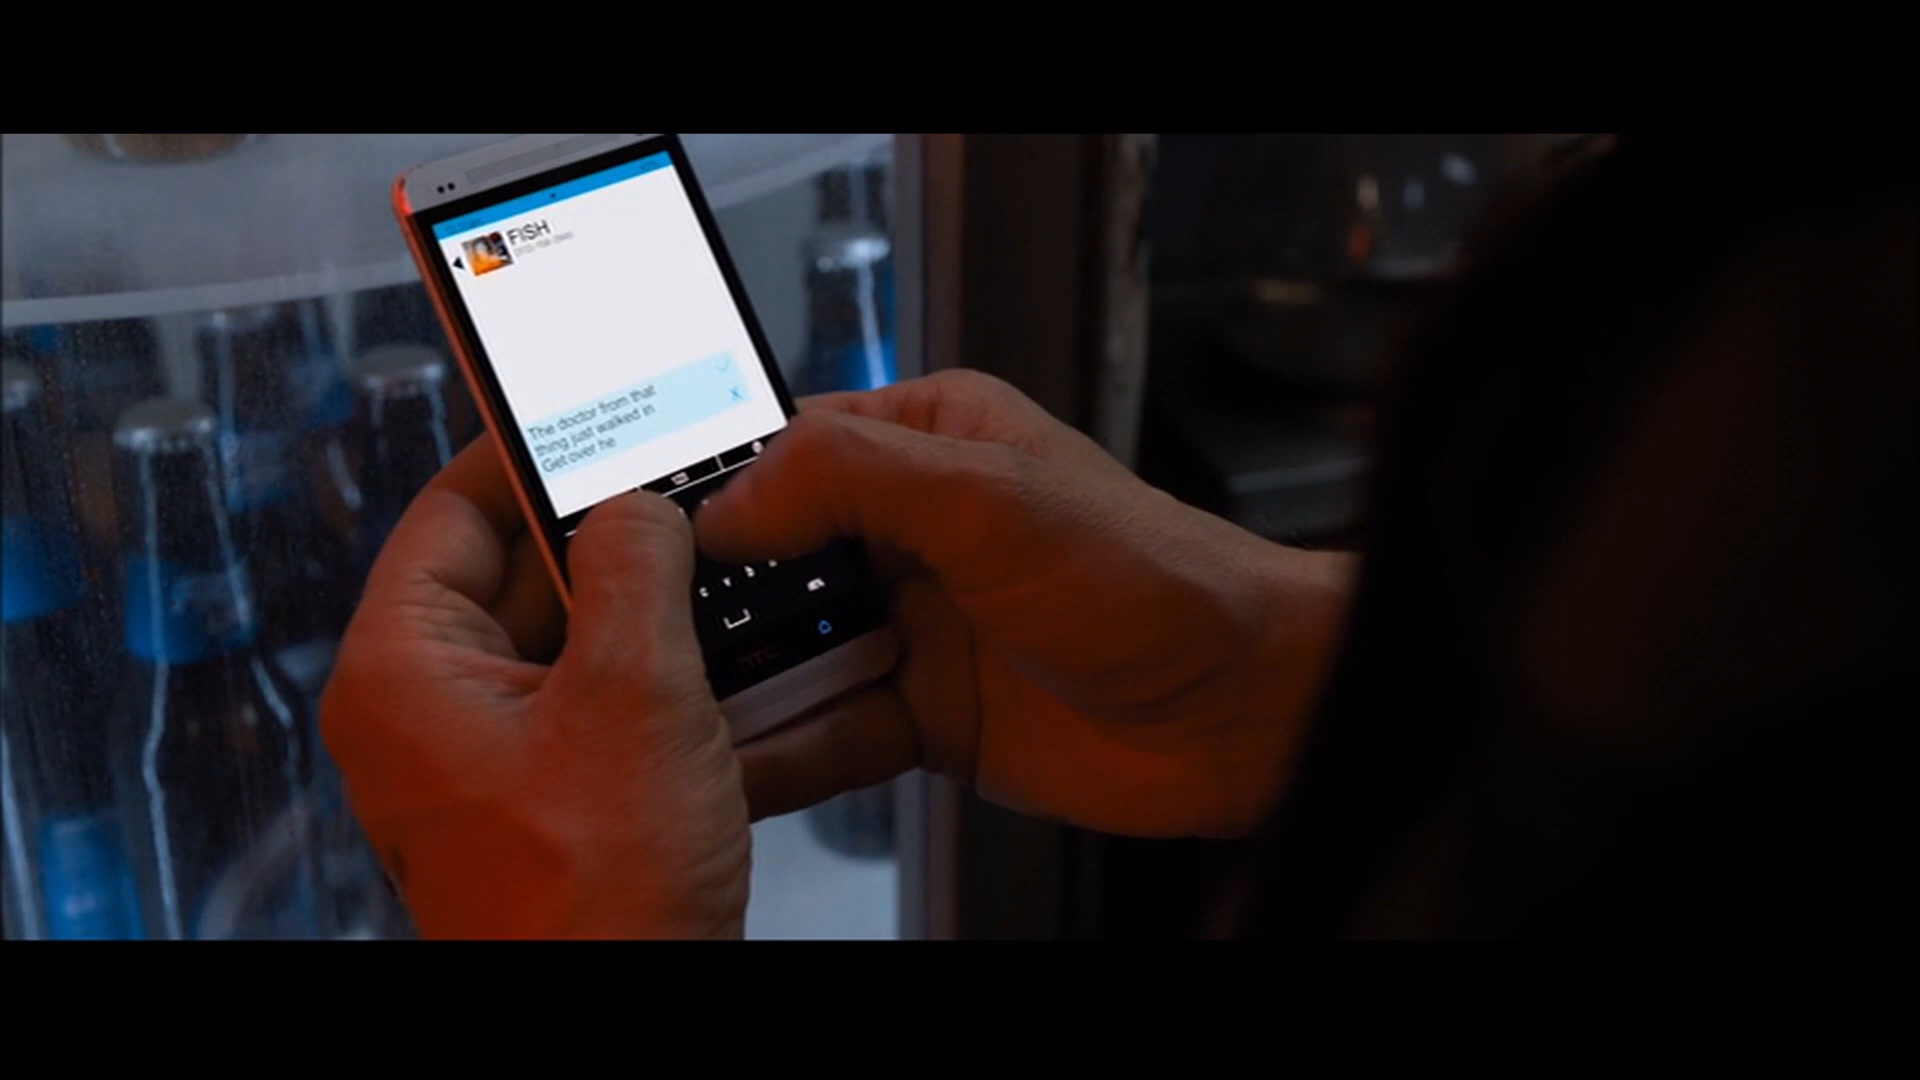 FISH
The doctor from that
thing just walked in
Get over he
c v b